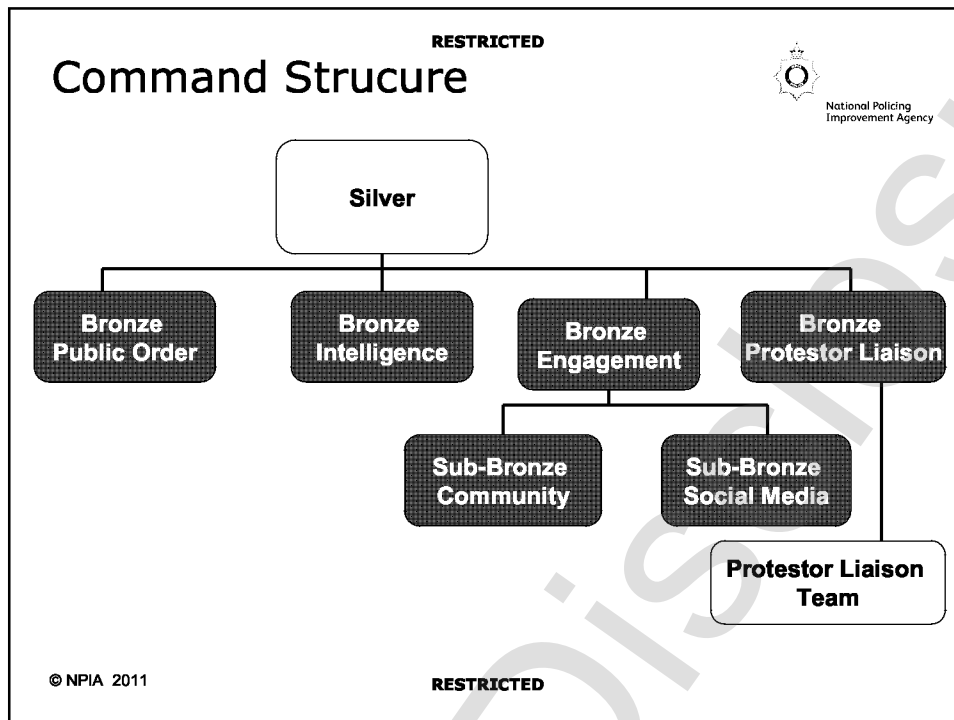 RESTRICTED
Command Strucure
National Policing
Improvement Agency
Silver
Bronze
Public Order
Bronze
Intelligence
Bronze
Engagement
Bronze
Protestor Liaison
Sub-Bronze
Community
Sub-Bronze
Social Media
Protestor Liaison
Team
© NPIA 2011
RESTRICTED